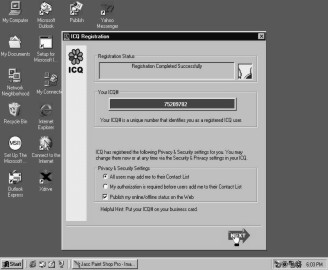 My Computer
Microsoft Outlook
Publish
Yahoo Messenger
ICQ Registration
My Documents
Setup for Microsoft I...
Registration Status
Registration Completed Successfully
ICQ
Network Neighborhood
My Connecti
Your ICQ#
75209782
Your ICQ# is a unique number that identifies you as a registered ICQ user.
Recycle Bin
Internet Explorer
MSN
Set Up The Microsoft ...
Connect to the Internet
ICQ has registered the following Privacy & Security settings for you. You may
change them now or at any time via the Security & Privacy settings in your ICQ.
Privacy & Security Settings
All users may add me to their Contact List
My authorization is required before users add me to their Contact List
Publish my online/offline status on the Web
Outlook Express
Helpful Hint: Put your ICQ# on your business card.
NEXT
Start
Jasc Paint Shop Pro - Ima...
6:03 PM